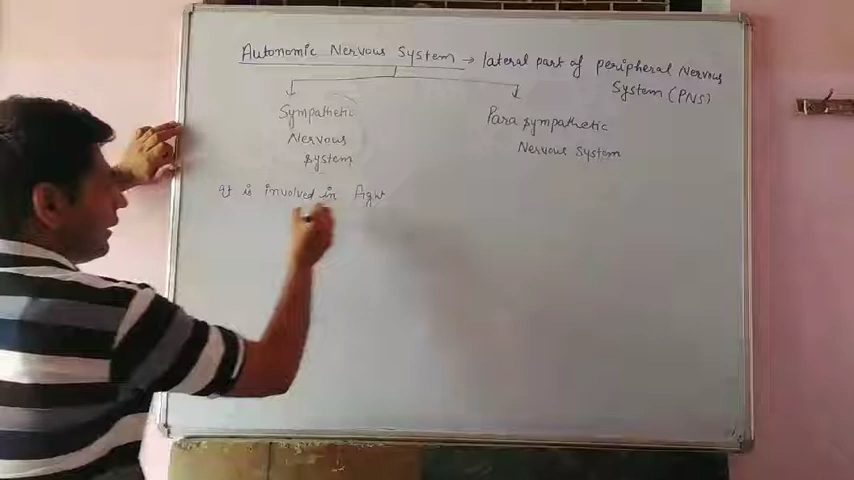 Autonomic Nervous System → lateral part of peripheral Nervous
System (PNS)
Sympathetic
Nervous
system
Para sympathetic
Nervous System
It is involved in